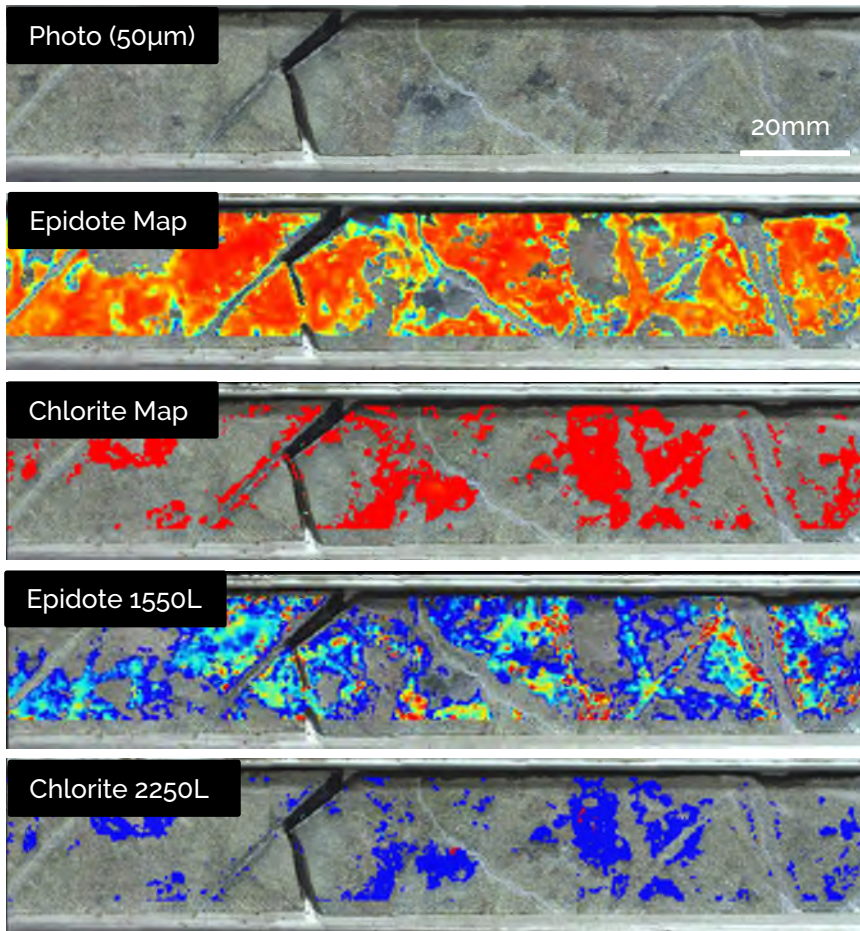 Photo (50µm)
20mm
Epidote Map
Chlorite Map
Epidote 1550L
Chlorite 2250L